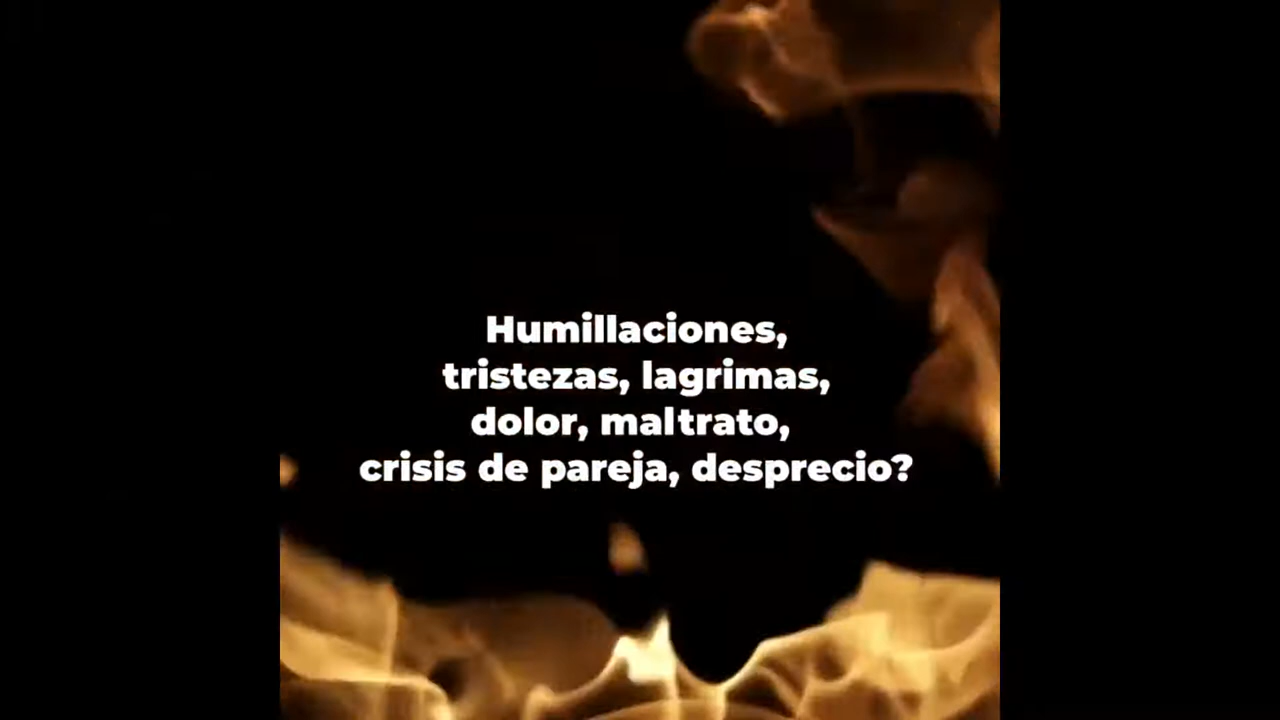 Humillaciones,
tristezas, lagrimas,
dolor, maltrato,
crisis de pareja, desprecio?